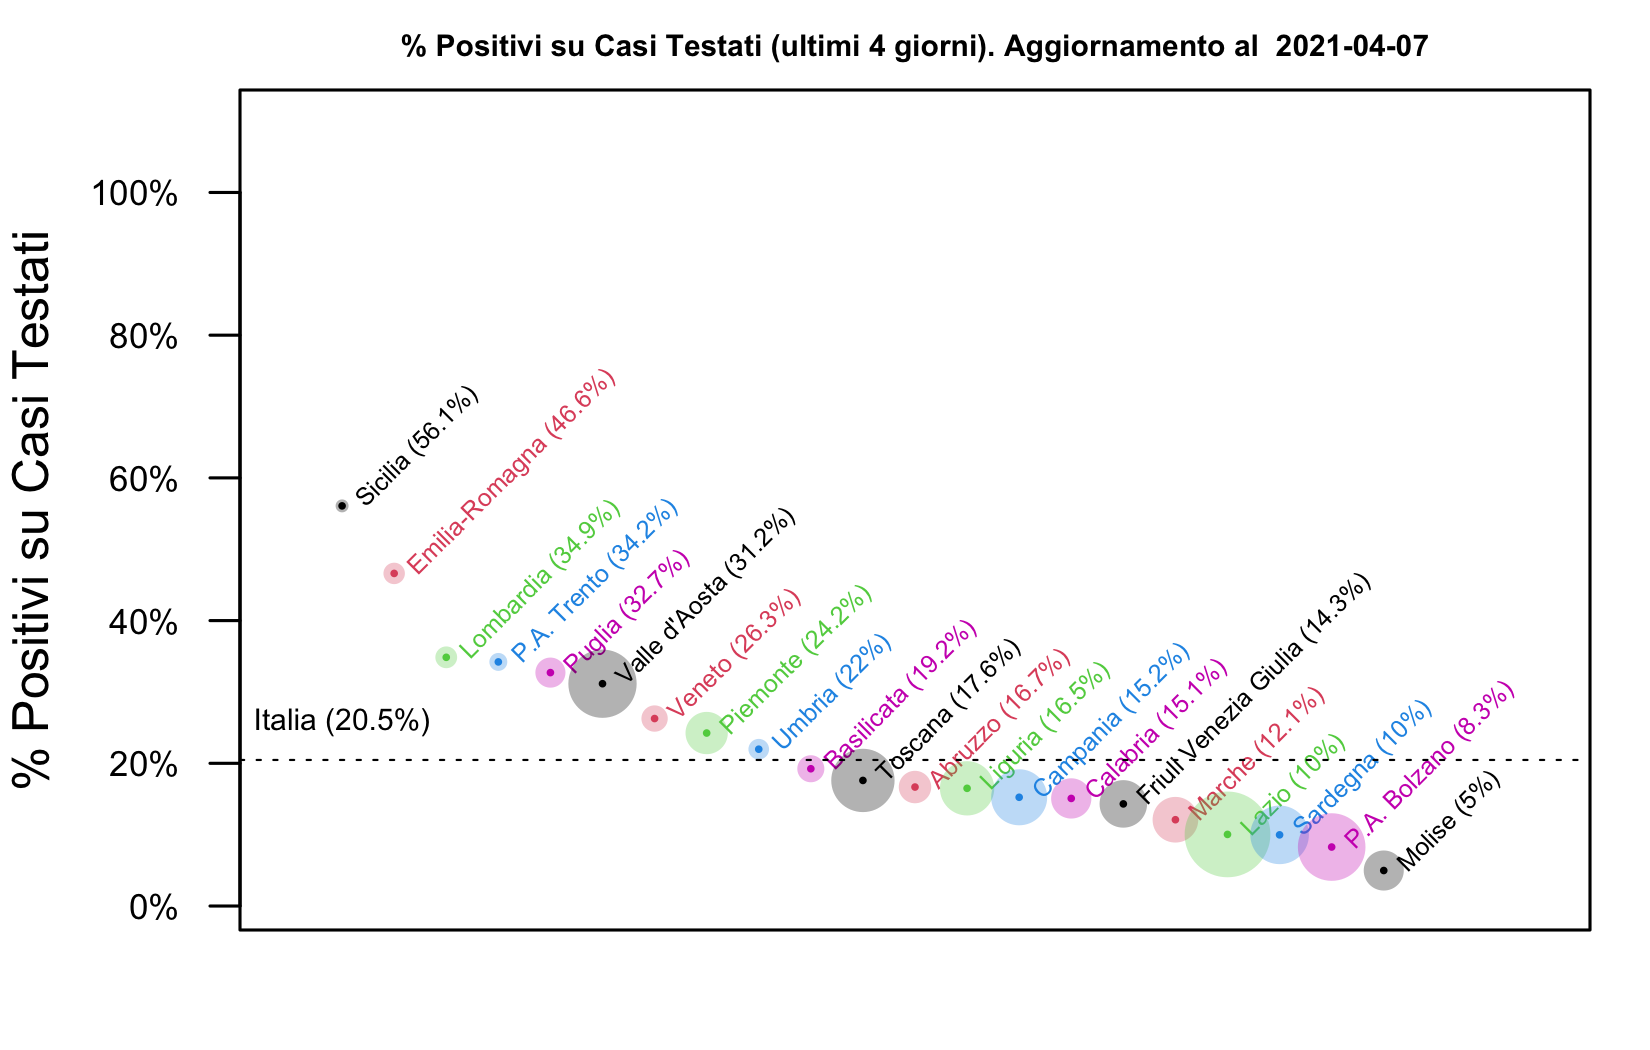 % Positivi su Casi Testati (ultimi 4 giorni). Aggiornamento al  2021-04-07
% Positivi su Casi Testati
100%
80%
60%
40%
20%
0%
Italia (20.5%)
Sicilia (56.1%)
Emilia-Romagna (46.6%)
Lombardia (34.9%)
P.A. Trento (34.2%)
Puglia (32.7%)
Valle d'Aosta (31.2%)
Veneto (26.3%)
Piemonte (24.2%)
Umbria (22%)
Basilicata (19.2%)
Toscana (17.6%)
Abruzzo (16.7%)
Liguria (16.5%)
Campania (15.2%)
Calabria (15.1%)
Friuli Venezia Giulia (14.3%)
Marche (12.1%)
Lazio (10%)
Sardegna (10%)
P.A. Bolzano (8.3%)
Molise (5%)